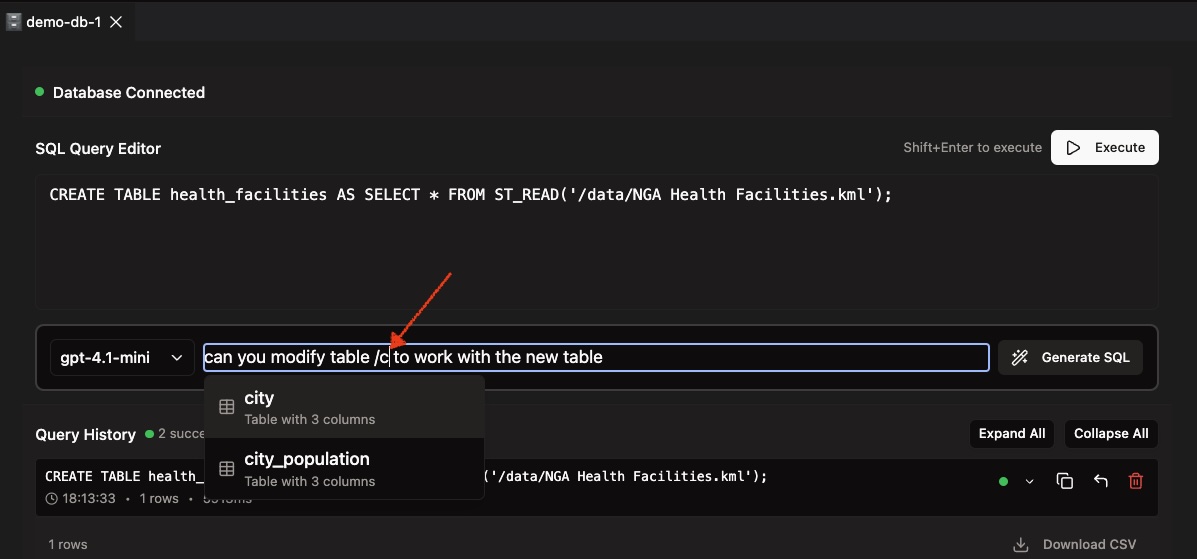 demo-db-1
Database Connected
SQL Query Editor
Shift+Enter to execute
Execute
CREATE TABLE health_facilities AS SELECT * FROM ST_READ('/data/NGA Health Facilities.kml');
gpt-4.1-mini
can you modify table /c to work with the new table
Generate SQL
city
Table with 3 columns
city_population
Table with 3 columns
Query History
2 succe
Expand All
Collapse All
CREATE TABLE health_ ('/data/NGA Health Facilities.kml');
18:13:33 • 1 rows •
1 rows
Download CSV